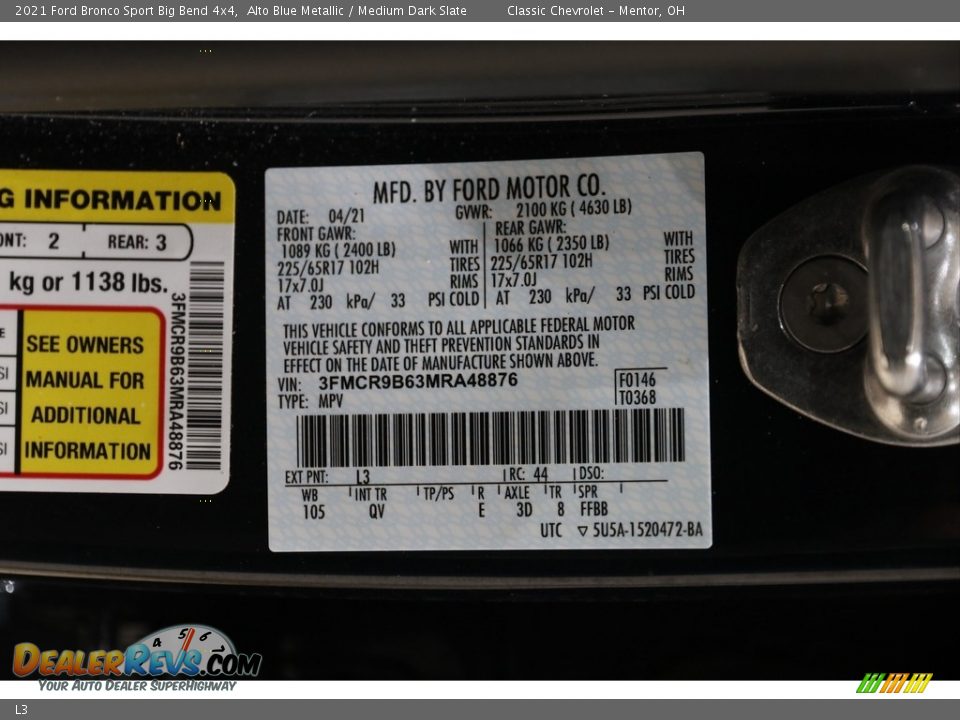 2021 Ford Bronco Sport Big Bend 4x4, Alto Blue Metallic / Medium Dark Slate Classic Chevrolet – Mentor, OH
G INFORMATION
ONT: 2 REAR: 3
kg or 1138 lbs.
SEE OWNERS
MANUAL FOR
ADDITIONAL
INFORMATION
3FMCR9B63MRA48876
MFD. BY FORD MOTOR CO.
DATE: 04/21 GVWR: 2100 KG ( 4630 LB)
FRONT GAWR: REAR GAWR:
1089 KG ( 2400 LB) WITH 1066 KG ( 2350 LB) WITH
225/65R17 102H TIRES 225/65R17 102H TIRES
17x7.0J RIMS 17x7.0J RIMS
AT 230 kPa/ 33 PSI COLD AT 230 kPa/ 33 PSI COLD
THIS VEHICLE CONFORMS TO ALL APPLICABLE FEDERAL MOTOR
VEHICLE SAFETY AND THEFT PREVENTION STANDARDS IN
EFFECT ON THE DATE OF MANUFACTURE SHOWN ABOVE.
VIN: 3FMCR9B63MRA48876 F0146
TYPE: MPV T0368
EXT PNT: L3 RC: 44 DSO:
WB INT TR TP/PS R AXLE TR SPR
105 QV E 3D 8 FFBB
UTC ▽ 5U5A-1520472-BA
4 5 6
DEALERREVS.COM
YOUR AUTO DEALER SUPERHIGHWAY
L3